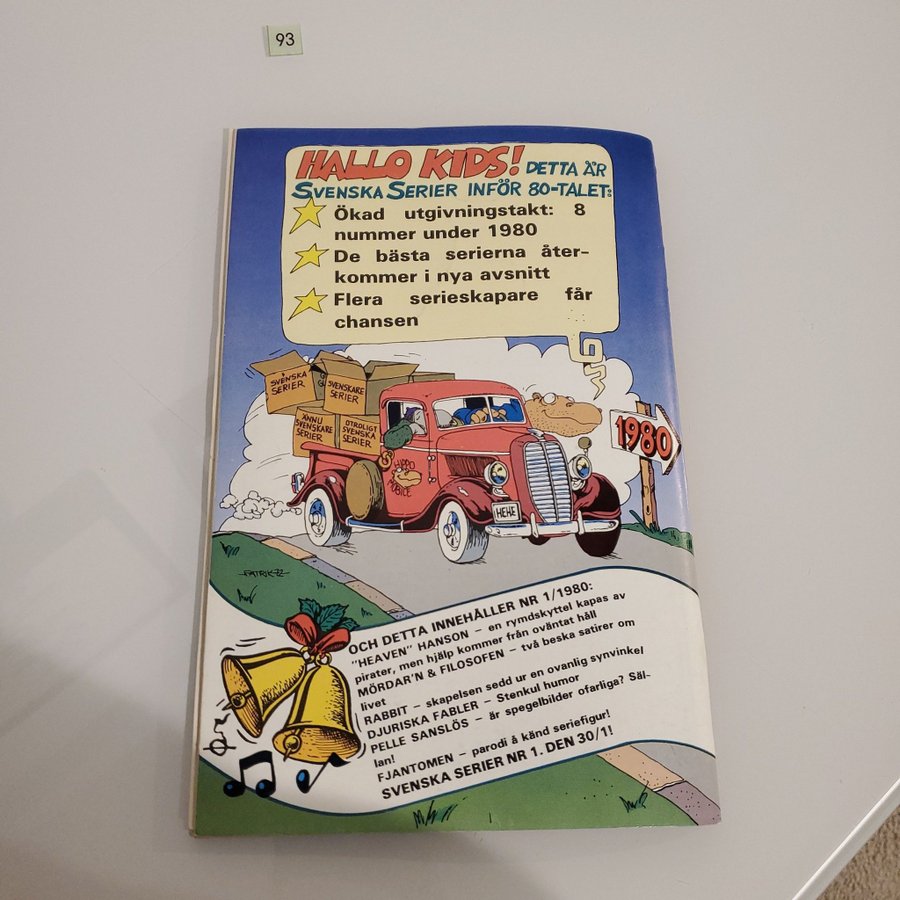 93
HALLO KIDS! DETTA ÄR
SVENSKA SERIER INFÖR 80-TALET:
Ökad utgivningstakt: 8
nummer under 1980
De bästa serierna åter-
kommer i nya avsnitt
Flera serieskapare får
chansen
SVENSKA
SERIER
SVENSKARE
SERIER
ÄNNU
SVENSKARE
SERIER
OTROLIGT
SVENSKA
SERIER
1980
HIPPO
MOBILE
HEHE
PATRIK-79
OCH DETTA INNEHÅLLER NR 1/1980:
"HEAVEN" HANSON – en rymdskyttel kapas av
pirater, men hjälp kommer från oväntat håll
MÖRDAR'N & FILOSOFEN – två beska satirer om
livet
RABBIT – skapelsen sedd ur en ovanlig synvinkel
DJURISKA FABLER – Stenkul humor
PELLE SANSLÖS – är spegelbilder ofarliga? Säl-
lan!
FJANTOMEN – parodi å känd seriefigur!
SVENSKA SERIER NR 1. DEN 30/1!